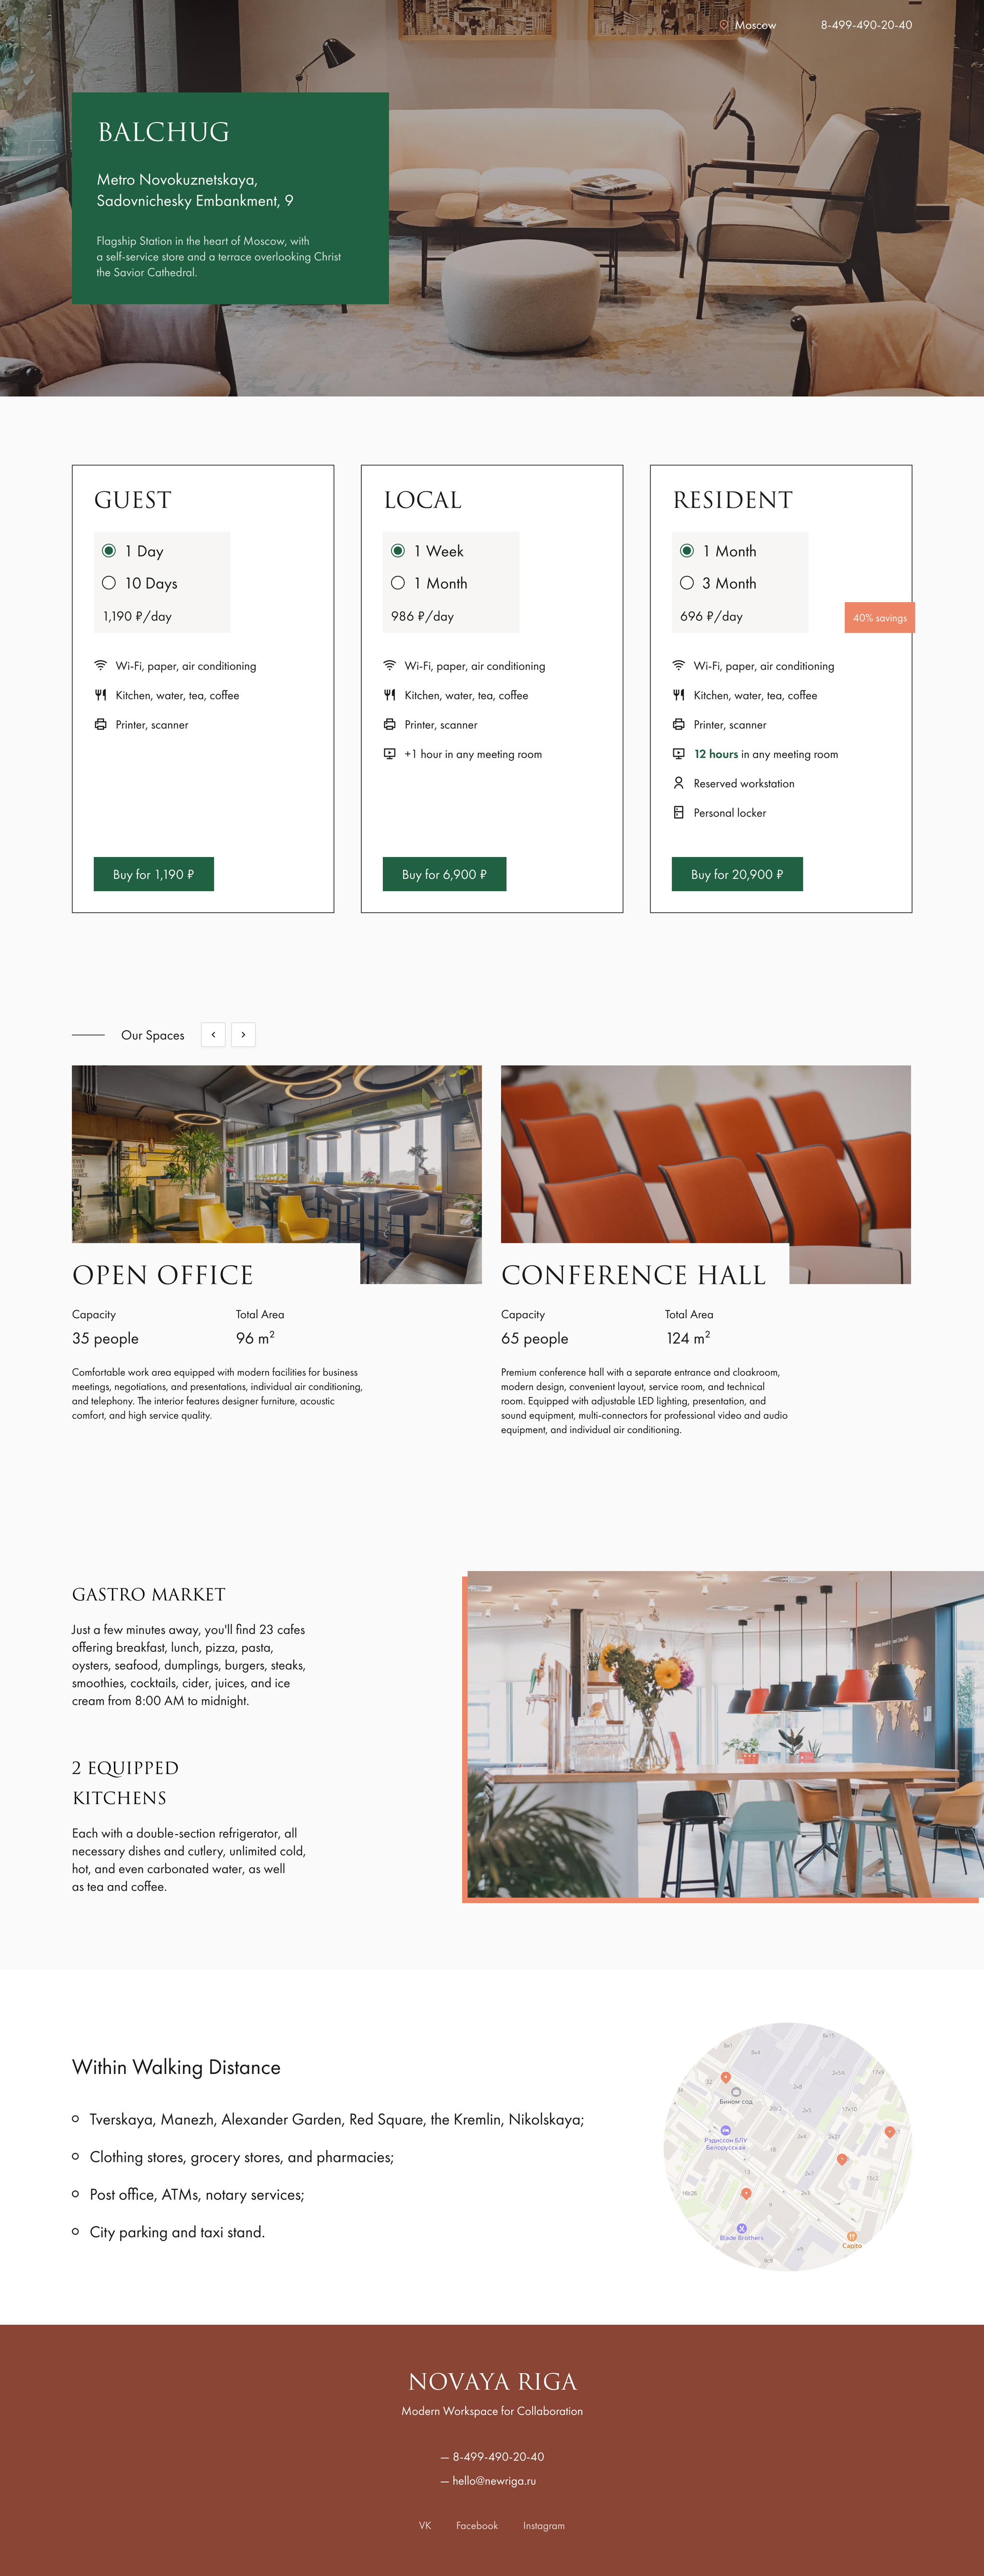 Moscow
8-499-490-20-40
BALCHUG
Metro Novokuznetskaya,
Sadovnichesky Embankment, 9
Flagship Station in the heart of Moscow, with
a self-service store and a terrace overlooking Christ
the Savior Cathedral.
GUEST
1 Day
10 Days
1,190 ₽/day
Wi-Fi, paper, air conditioning
Kitchen, water, tea, coffee
Printer, scanner
Buy for 1,190 ₽
LOCAL
1 Week
1 Month
986 ₽/day
Wi-Fi, paper, air conditioning
Kitchen, water, tea, coffee
Printer, scanner
+1 hour in any meeting room
Buy for 6,900 ₽
RESIDENT
1 Month
3 Month
696 ₽/day
40% savings
Wi-Fi, paper, air conditioning
Kitchen, water, tea, coffee
Printer, scanner
12 hours in any meeting room
Reserved workstation
Personal locker
Buy for 20,900 ₽
Our Spaces
OPEN OFFICE
Capacity
Total Area
35 people
96 m²
Comfortable work area equipped with modern facilities for business
meetings, negotiations, and presentations, individual air conditioning,
and telephony. The interior features designer furniture, acoustic
comfort, and high service quality.
CONFERENCE HALL
Capacity
Total Area
65 people
124 m²
Premium conference hall with a separate entrance and cloakroom,
modern design, convenient layout, service room, and technical
room. Equipped with adjustable LED lighting, presentation, and
sound equipment, multi-connectors for professional video and audio
equipment, and individual air conditioning.
GASTRO MARKET
Just a few minutes away, you'll find 23 cafes
offering breakfast, lunch, pizza, pasta,
oysters, seafood, dumplings, burgers, steaks,
smoothies, cocktails, cider, juices, and ice
cream from 8:00 AM to midnight.
2 EQUIPPED
KITCHENS
Each with a double-section refrigerator, all
necessary dishes and cutlery, unlimited cold,
hot, and even carbonated water, as well
as tea and coffee.
Within Walking Distance
Tverskaya, Manezh, Alexander Garden, Red Square, the Kremlin, Nikolskaya;
Clothing stores, grocery stores, and pharmacies;
Post office, ATMs, notary services;
City parking and taxi stand.
Бином-сод
Рэдиссон БЛУ
Белорусская
Blade Brothers
Capito
NOVAYA RIGA
Modern Workspace for Collaboration
— 8-499-490-20-40
— hello@newriga.ru
VK
Facebook
Instagram